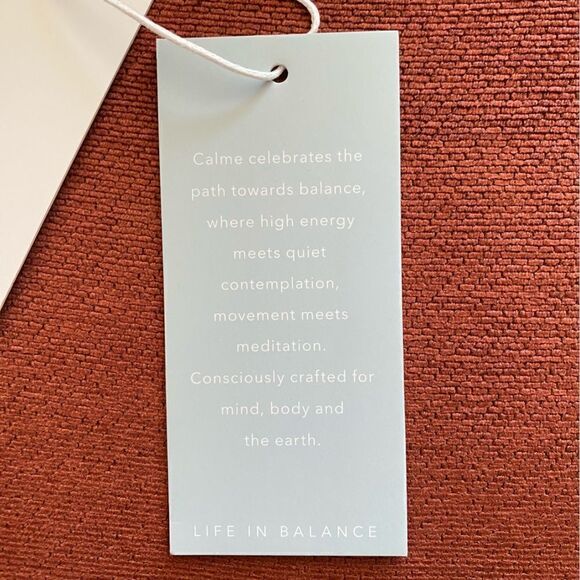 Calme celebrates the
path towards balance,
where high energy
meets quiet
contemplation,
movement meets
meditation.
Consciously crafted for
mind, body and
the earth.
LIFE IN BALANCE